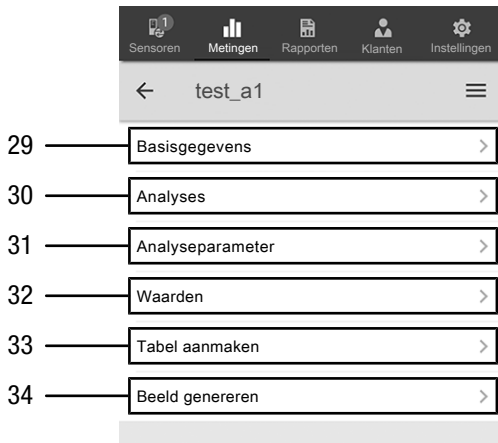 1
Sensoren Metingen Rapporten Klanten Instellingen
test_a1
29 Basisgegevens
30 Analyses
31 Analyseparameter
32 Waarden
33 Tabel aanmaken
34 Beeld genereren